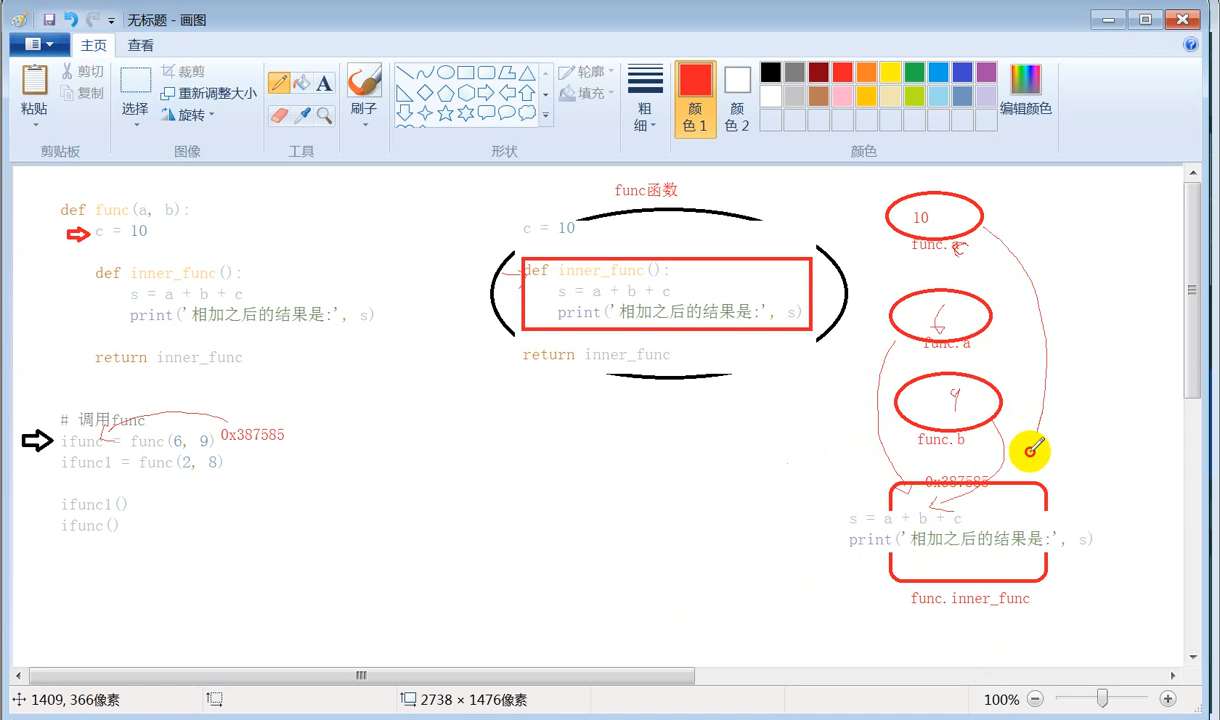 无标题 - 画图
主页 查看
粘贴 剪切 复制 选择 裁剪 重新调整大小 旋转 A 刷子 轮廓 填充 粗细 颜色 1 颜色 2 编辑颜色
剪贴板 图像 工具 形状 颜色
def func(a, b):
c = 10
def inner_func():
s = a + b + c
print('相加之后的结果是:', s)
return inner_func
# 调用func
ifunc = func(6, 9)
0x387585
ifunc1 = func(2, 8)
ifunc1()
ifunc()
func函数
c = 10
def inner_func():
s = a + b + c
print('相加之后的结果是:', s)
return inner_func
10
func.
func.a
9
func.b
0x387585
s = a + b + c
print('相加之后的结果是:', s)
func.inner_func
1409, 366像素 2738 × 1476像素 100%